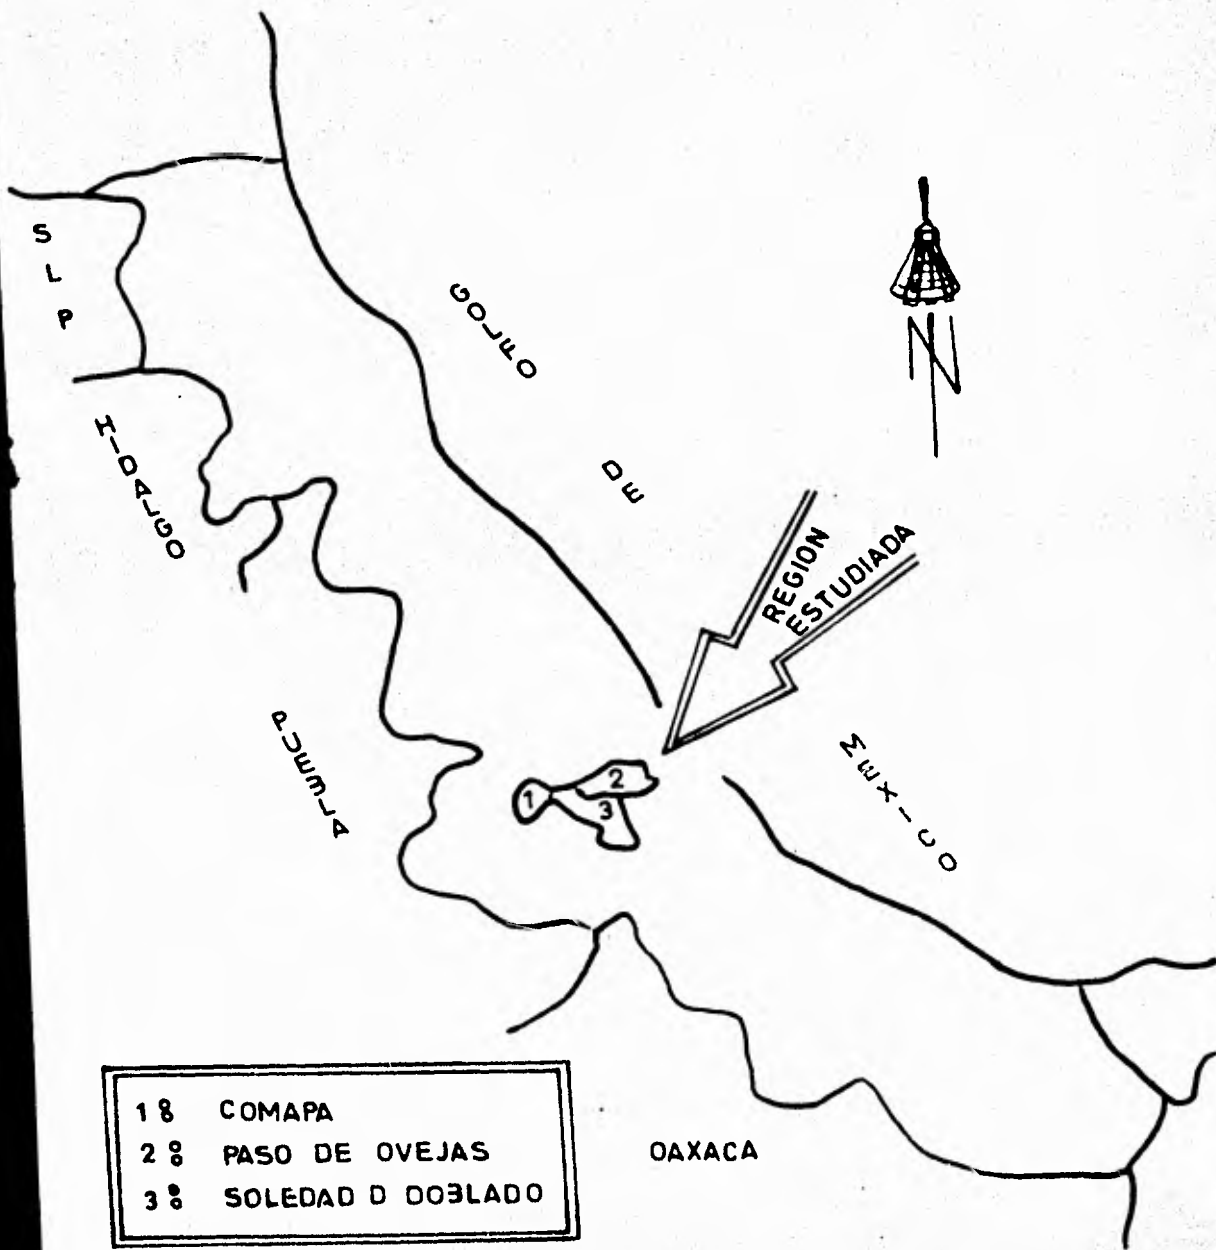 S
L
P
GOLFO
N
HIDALGO
DE
REGION
ESTUDIADA
PUEBLA
MEXICO
1
2
3
1: COMAPA
2: PASO DE OVEJAS
3: SOLEDAD D DOBLADO
OAXACA